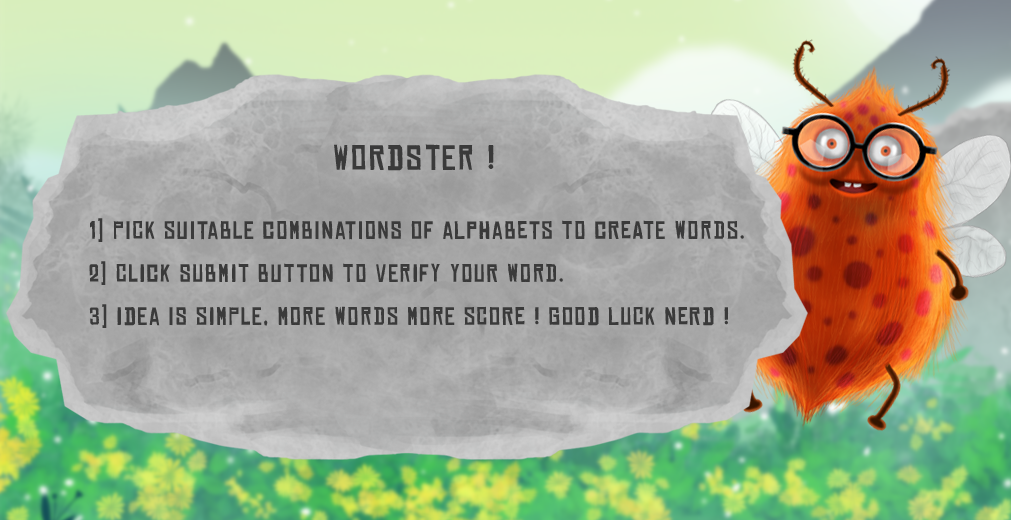 WORDSTER !
1] PICK SUITABLE COMBINATIONS OF ALPHABETS TO CREATE WORDS.
2] CLICK SUBMIT BUTTON TO VERIFY YOUR WORD.
3] IDEA IS SIMPLE, MORE WORDS MORE SCORE ! GOOD LUCK NERD !